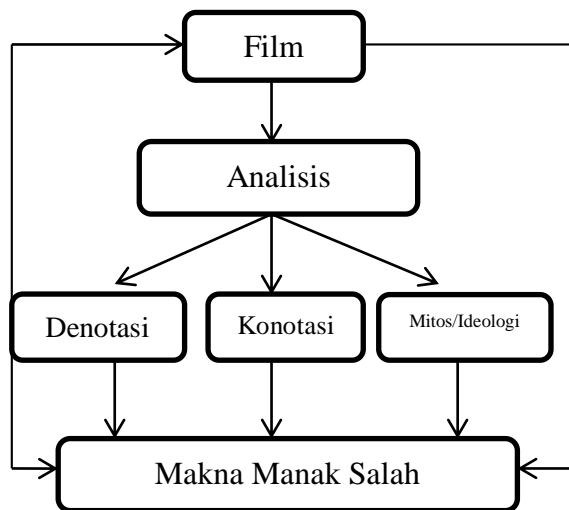 Film
Analisis
Denotasi
Konotasi
Mitos/Ideologi
Makna Manak Salah